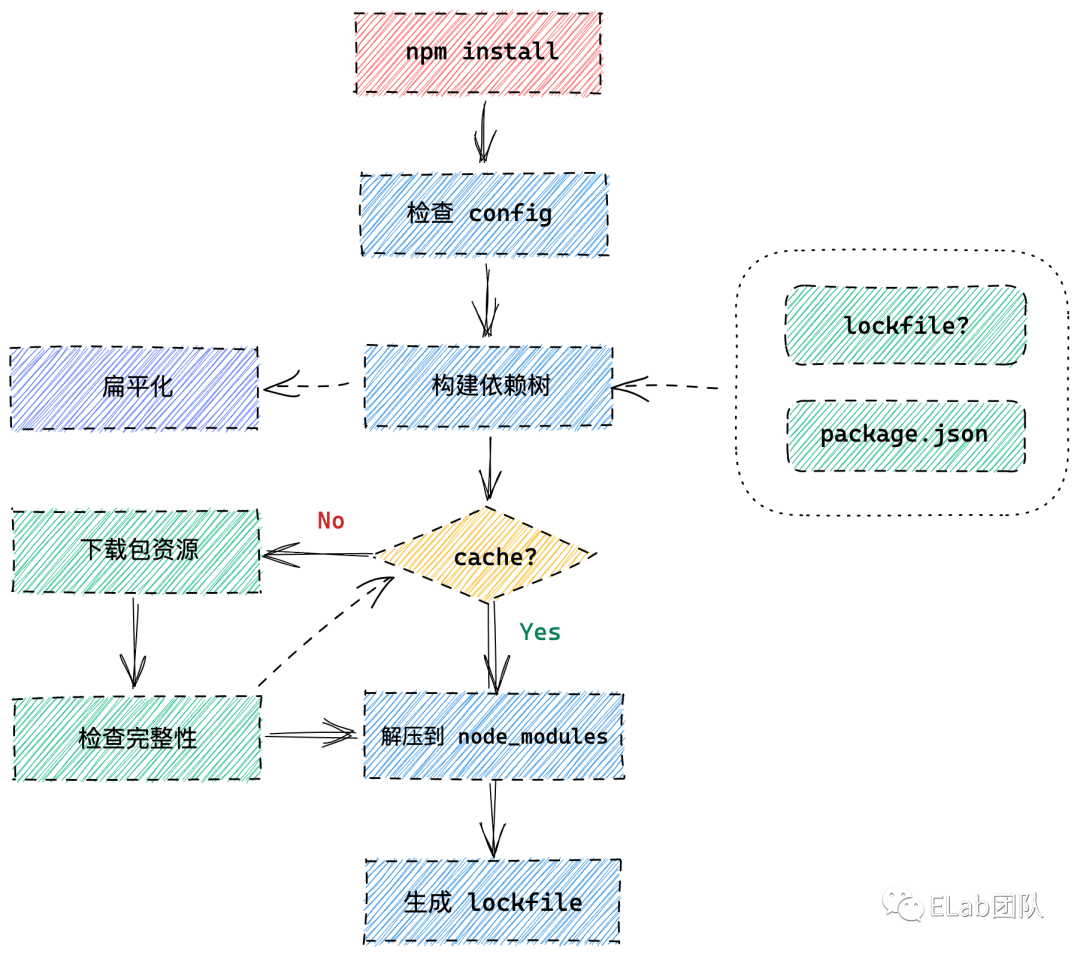 npm install
检查 config
lockfile?
扁平化
构建依赖树
package.json
No
下载包资源
cache?
Yes
检查完整性
解压到 node_modules
生成 lockfile
ELab团队